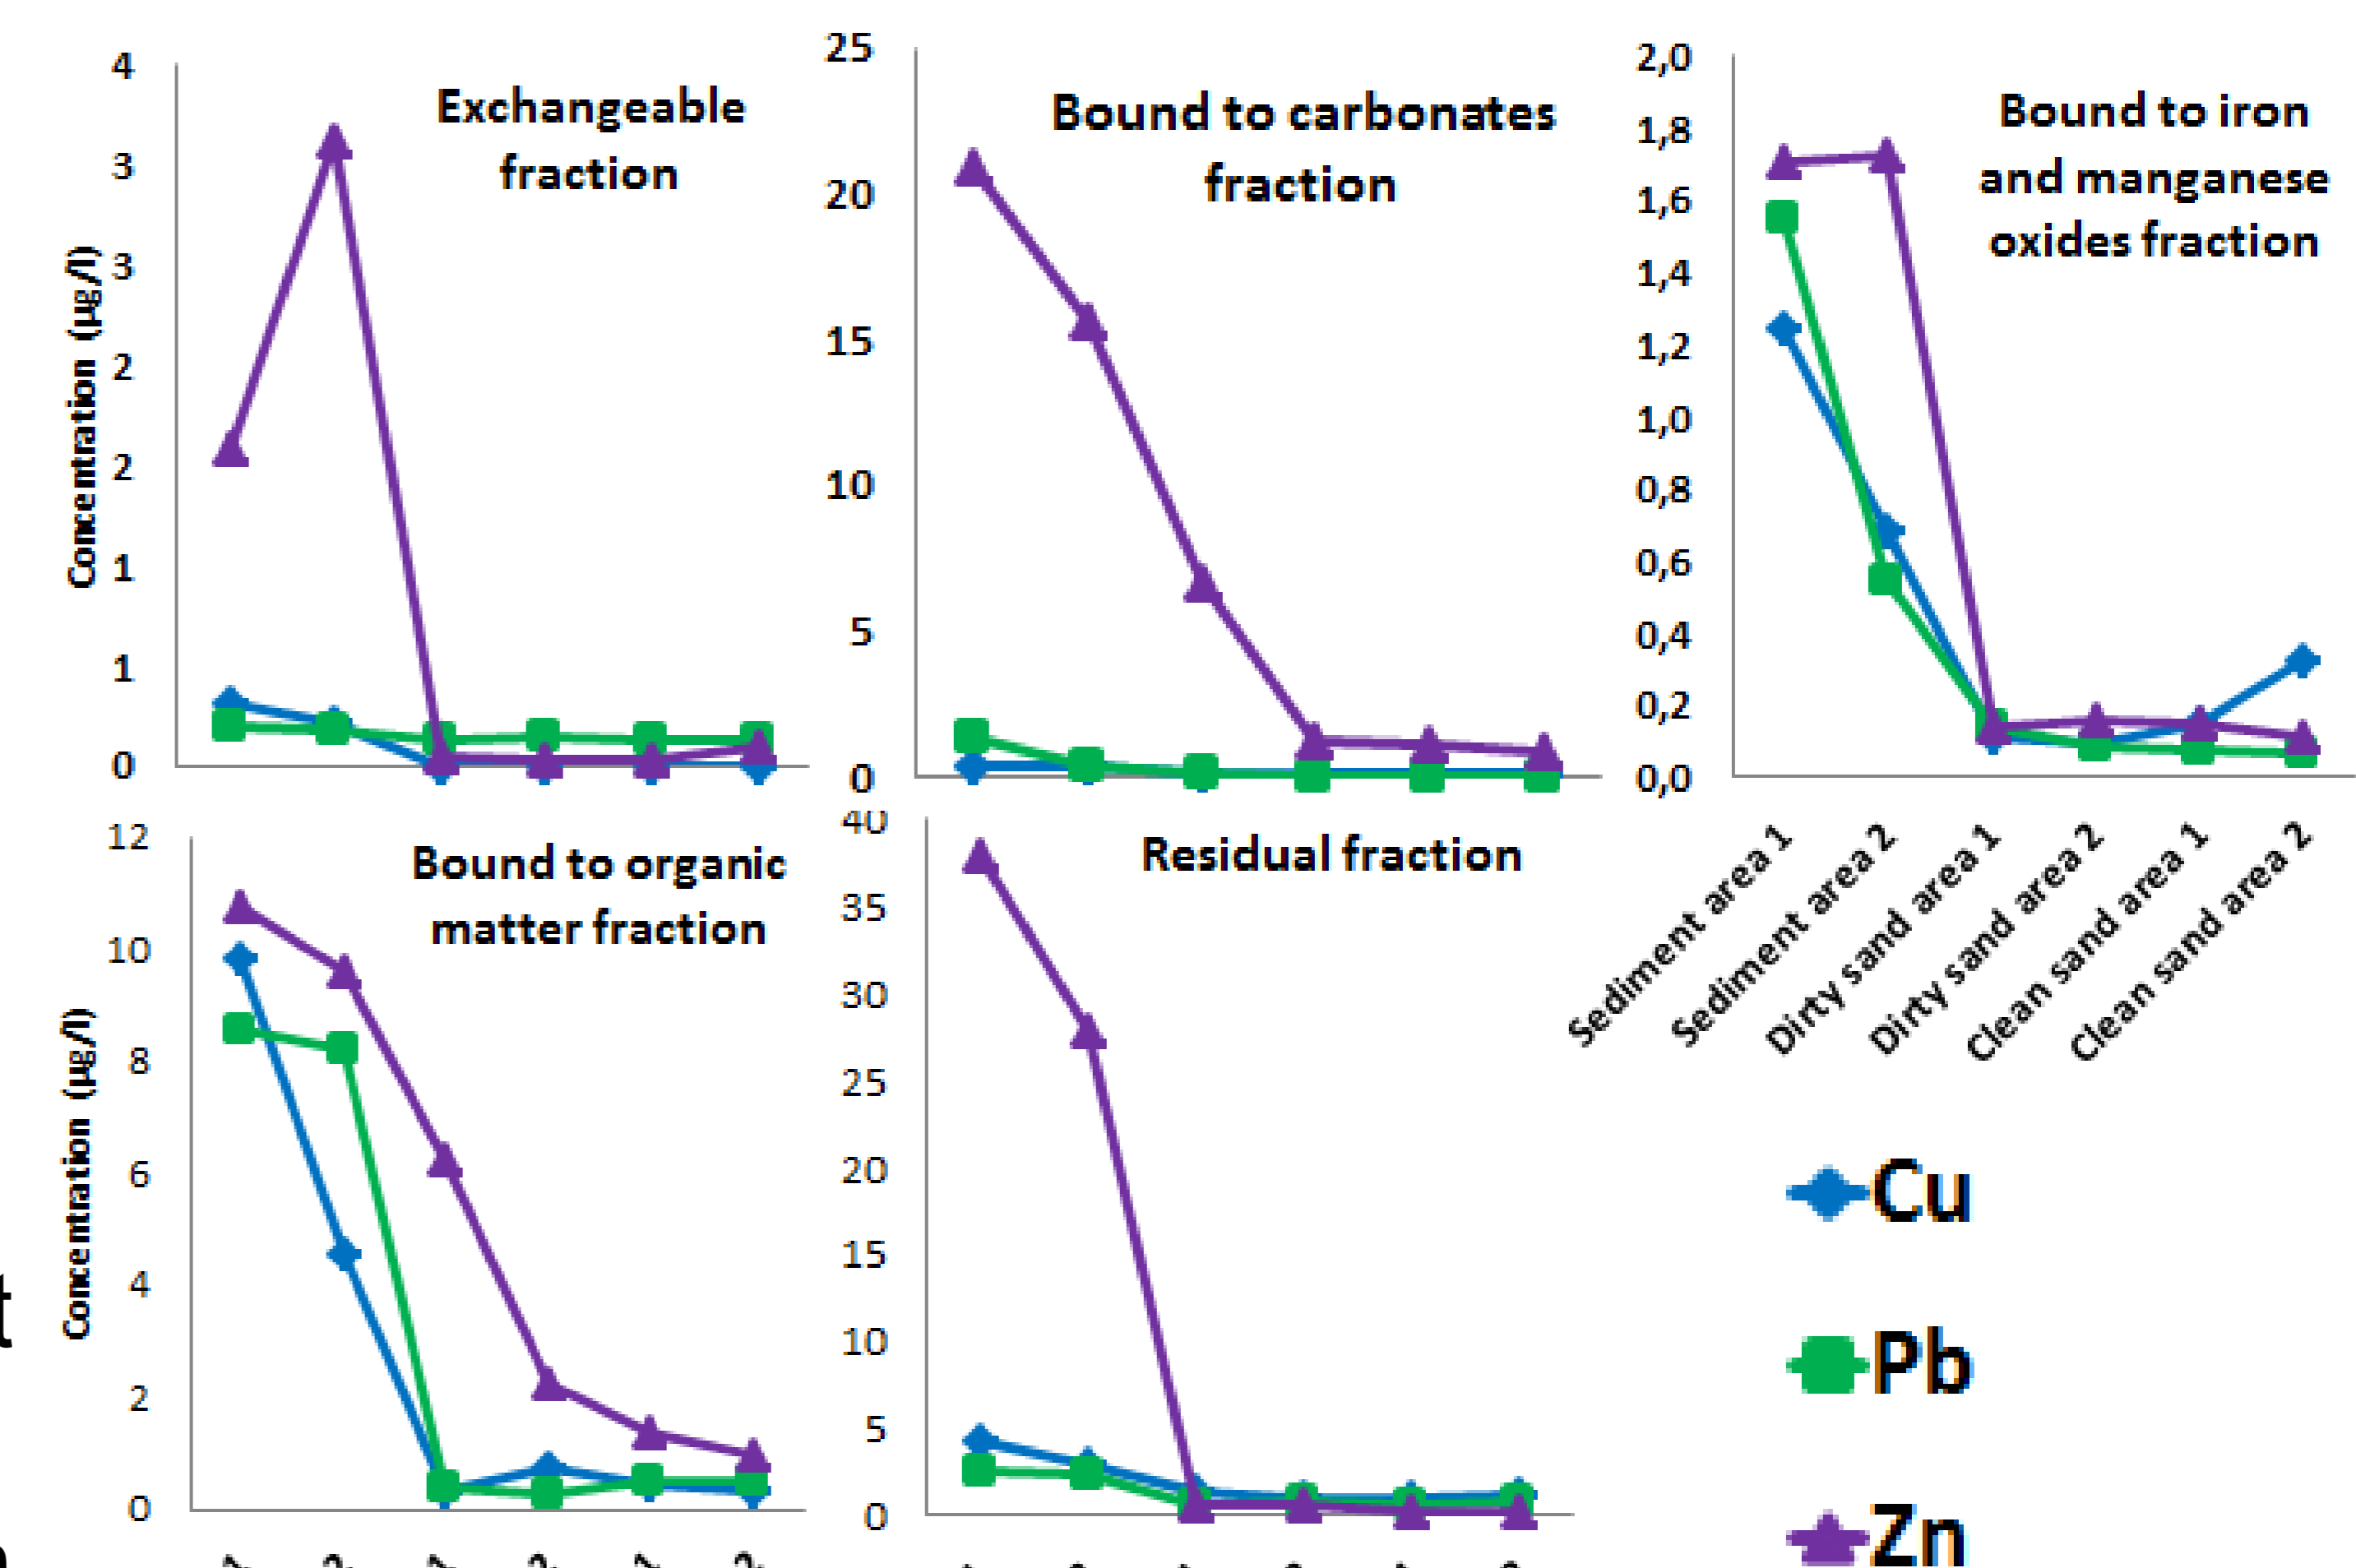 4
3
3
2
2
1
1
0
Concentration (µg/l)
Exchangeable
fraction
25
20
15
10
5
0
Bound to carbonates
fraction
2,0
1,8
1,6
1,4
1,2
1,0
0,8
0,6
0,4
0,2
0,0
Bound to iron
and manganese
oxides fraction
Sediment area 1
Sediment area 2
Dirty sand area 1
Dirty sand area 2
Clean sand area 1
Clean sand area 2
12
10
8
6
4
2
0
Concentration (µg/l)
Bound to organic
matter fraction
40
35
30
25
20
15
10
5
0
Residual fraction
Cu
Pb
Zn
t